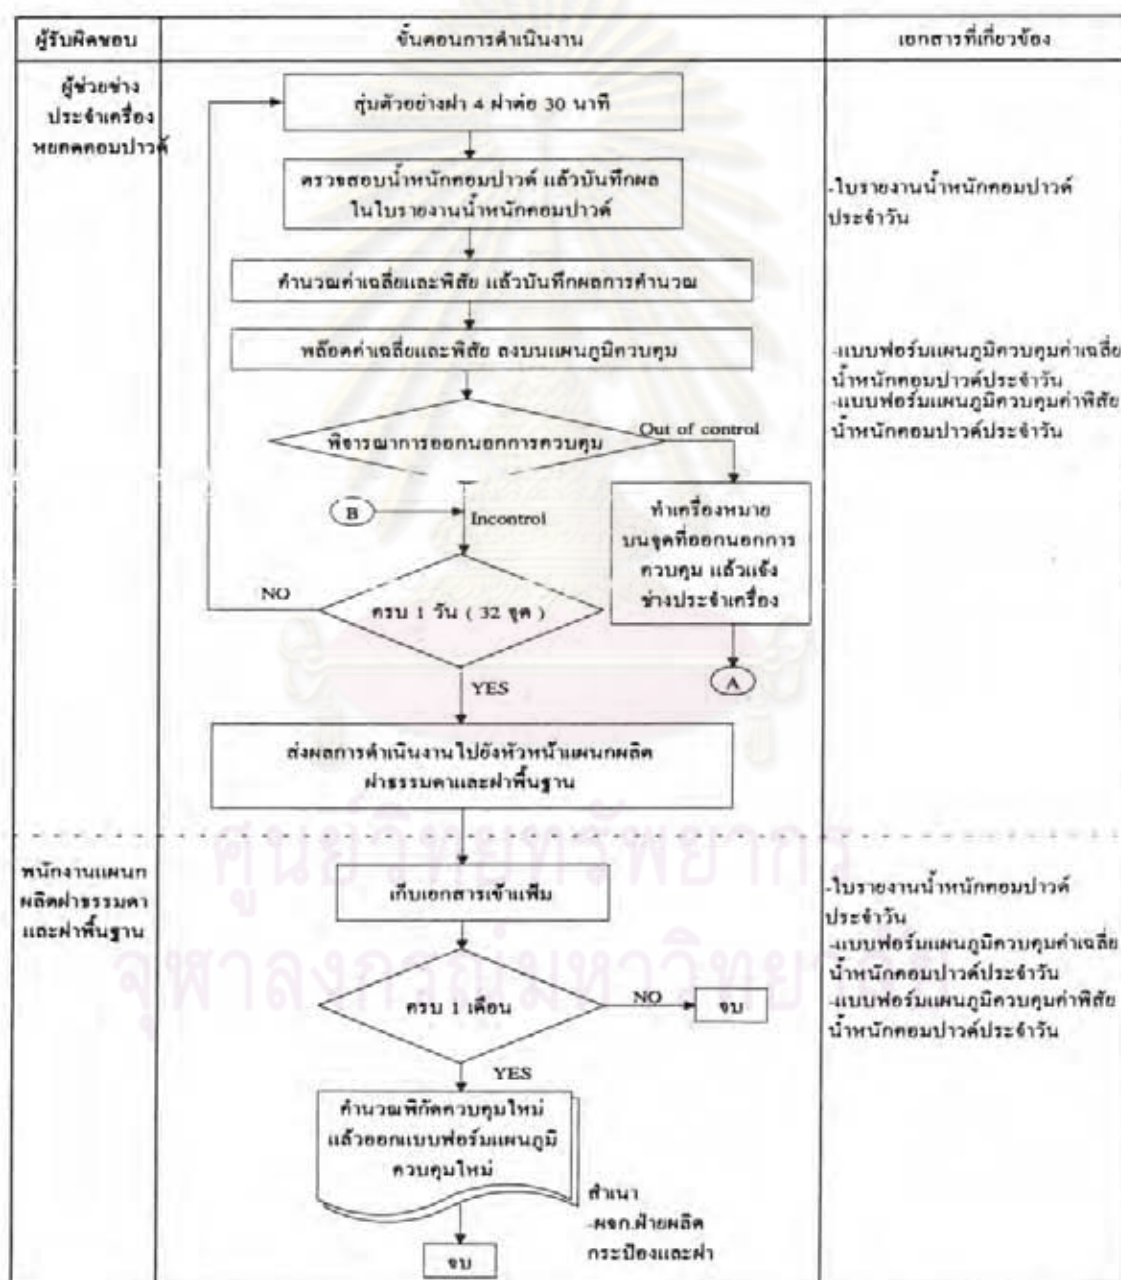 ผู้รับผิดชอบ
ขั้นตอนการดำเนินงาน
เอกสารที่เกี่ยวข้อง
ผู้ช่วยช่าง
ประจำเครื่อง
หยดคอมปาวด์
สุ่มตัวอย่างฝา 4 ฝาต่อ 30 นาที
ตรวจสอบน้ำหนักคอมปาวด์ แล้วบันทึกผล
ในใบรายงานน้ำหนักคอมปาวด์
-ใบรายงานน้ำหนักคอมปาวด์
ประจำวัน
คำนวณค่าเฉลี่ยและพิสัย แล้วบันทึกผลการคำนวณ
พล๊อตค่าเฉลี่ยและพิสัย ลงบนแผนภูมิควบคุม
-แบบฟอร์มแผนภูมิควบคุมค่าเฉลี่ย
น้ำหนักคอมปาวด์ประจำวัน
-แบบฟอร์มแผนภูมิควบคุมค่าพิสัย
น้ำหนักคอมปาวด์ประจำวัน
พิจารณาการออกนอกการควบคุม
Out of control
B
Incontrol
ทำเครื่องหมาย
บนจุดที่ออกนอกการ
ควบคุม แล้วแจ้ง
ช่างประจำเครื่อง
NO
ครบ 1 วัน ( 32 จุด )
A
YES
ส่งผลการดำเนินงานไปยังหัวหน้าแผนกผลิต
ฝาธรรมดาและฝาพื้นฐาน
ศูนย์วิทยทรัพยากร
จุฬาลงกรณ์มหาวิทยาลัย
พนักงานแผนก
ผลิตฝาธรรมดา
และฝาพื้นฐาน
เก็บเอกสารเข้าแฟ้ม
-ใบรายงานน้ำหนักคอมปาวด์
ประจำวัน
-แบบฟอร์มแผนภูมิควบคุมค่าเฉลี่ย
น้ำหนักคอมปาวด์ประจำวัน
-แบบฟอร์มแผนภูมิควบคุมค่าพิสัย
น้ำหนักคอมปาวด์ประจำวัน
ครบ 1 เดือน
NO
จบ
YES
คำนวณพิกัดควบคุมใหม่
แล้วออกแบบฟอร์มแผนภูมิ
ควบคุมใหม่
สำเนา
-ผจก.ฝ่ายผลิต
กระป๋องและฝา
จบ